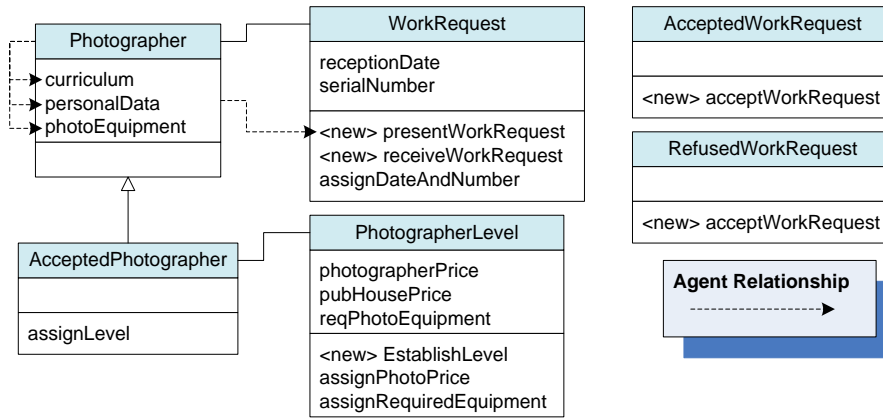 Photographer
curriculum
personalData
photoEquipment
WorkRequest
receptionDate
serialNumber
<new> presentWorkRequest
<new> receiveWorkRequest
assignDateAndNumber
AcceptedWorkRequest
<new> acceptWorkRequest
RefusedWorkRequest
<new> acceptWorkRequest
AcceptedPhotographer
assignLevel
PhotographerLevel
photographerPrice
pubHousePrice
reqPhotoEquipment
<new> EstablishLevel
assignPhotoPrice
assignRequiredEquipment
Agent Relationship